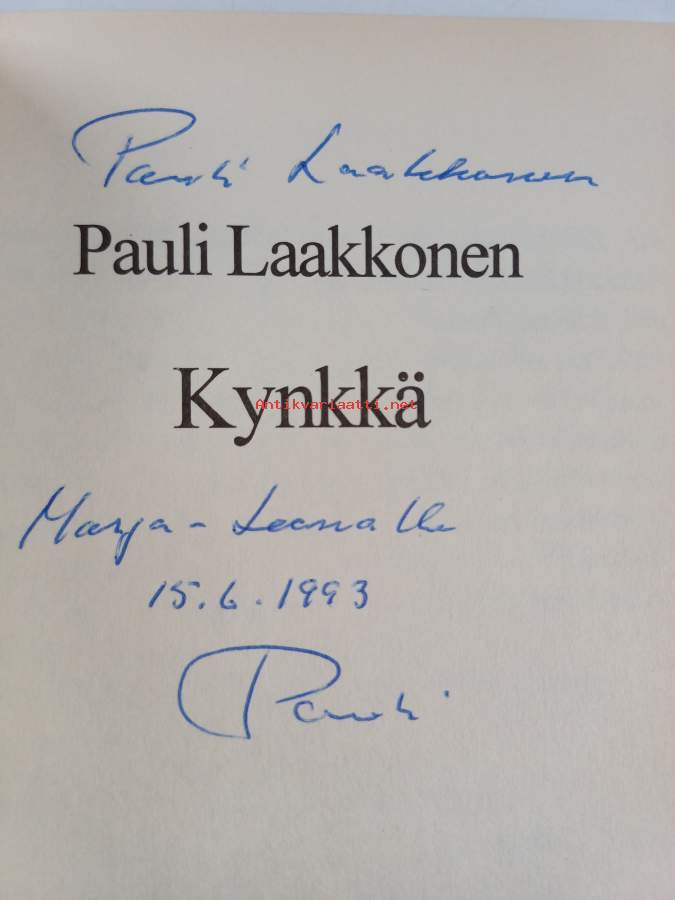 Pauli Laakkonen
Pauli Laakkonen
Kynkkä
Antikvariaatti.net
Marja-Leenalle
15.6.1993
Pauli